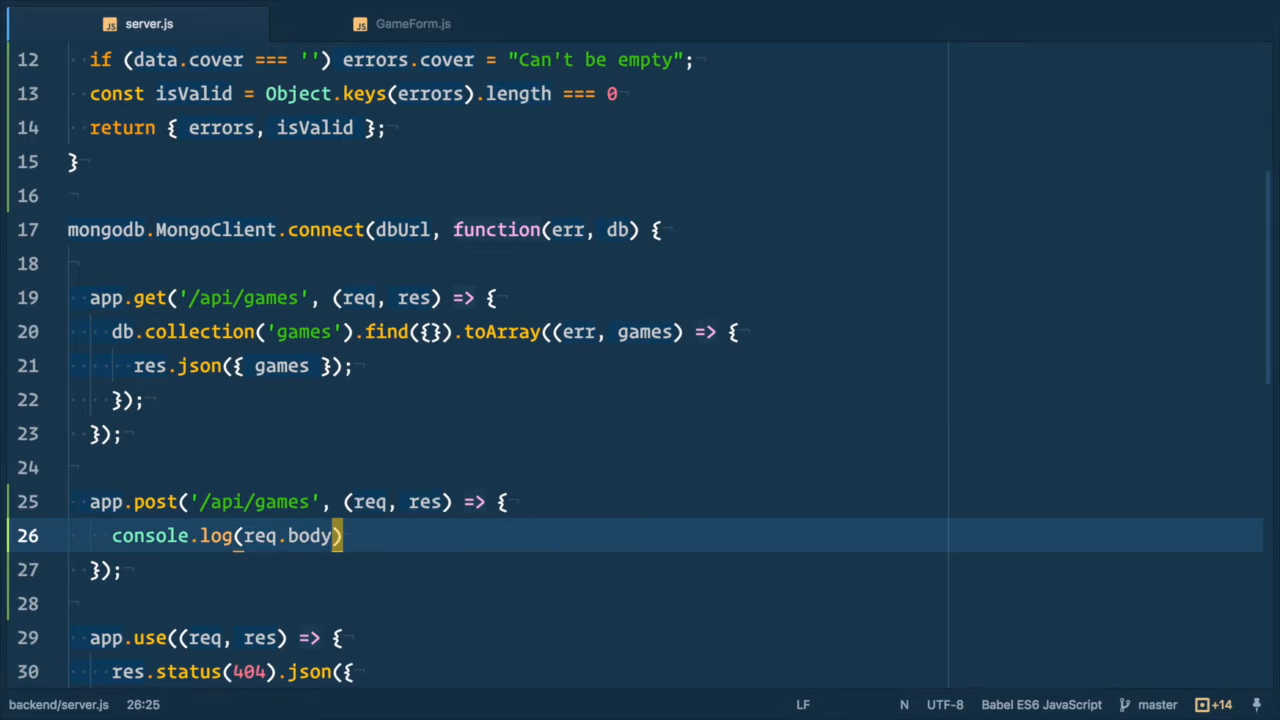 server.js
GameForm.js
12 if (data.cover === '') errors.cover = "Can't be empty";
13 const isValid = Object.keys(errors).length === 0
14 return { errors, isValid };
15 }
16
17 mongodb.MongoClient.connect(dbUrl, function(err, db) {
18
19 app.get('/api/games', (req, res) => {
20 db.collection('games').find({}).toArray((err, games) => {
21 res.json({ games });
22 });
23 });
24
25 app.post('/api/games', (req, res) => {
26 console.log(req.body)
27 });
28
29 app.use((req, res) => {
30 res.status(404).json({
backend/server.js 26:25 LF N UTF-8 Babel ES6 JavaScript master +14